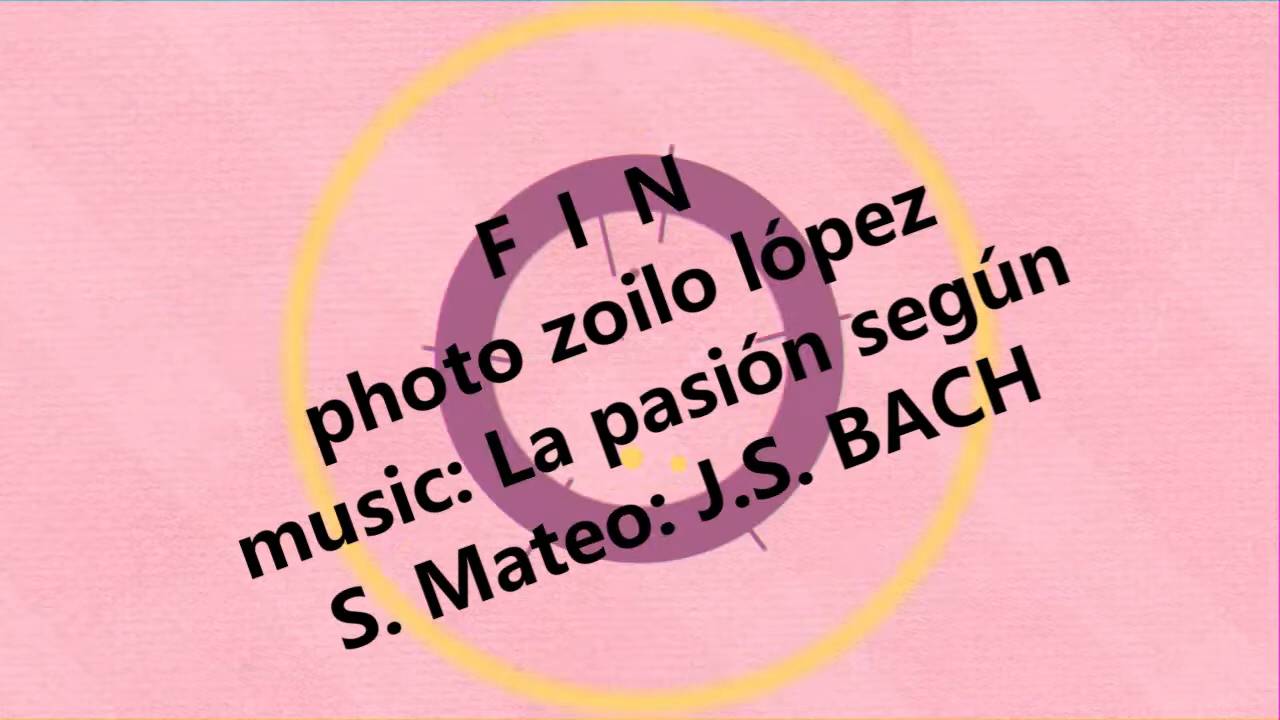 F I N
photo zoilo lópez
music: La pasión según
S. Mateo: J.S. BACH